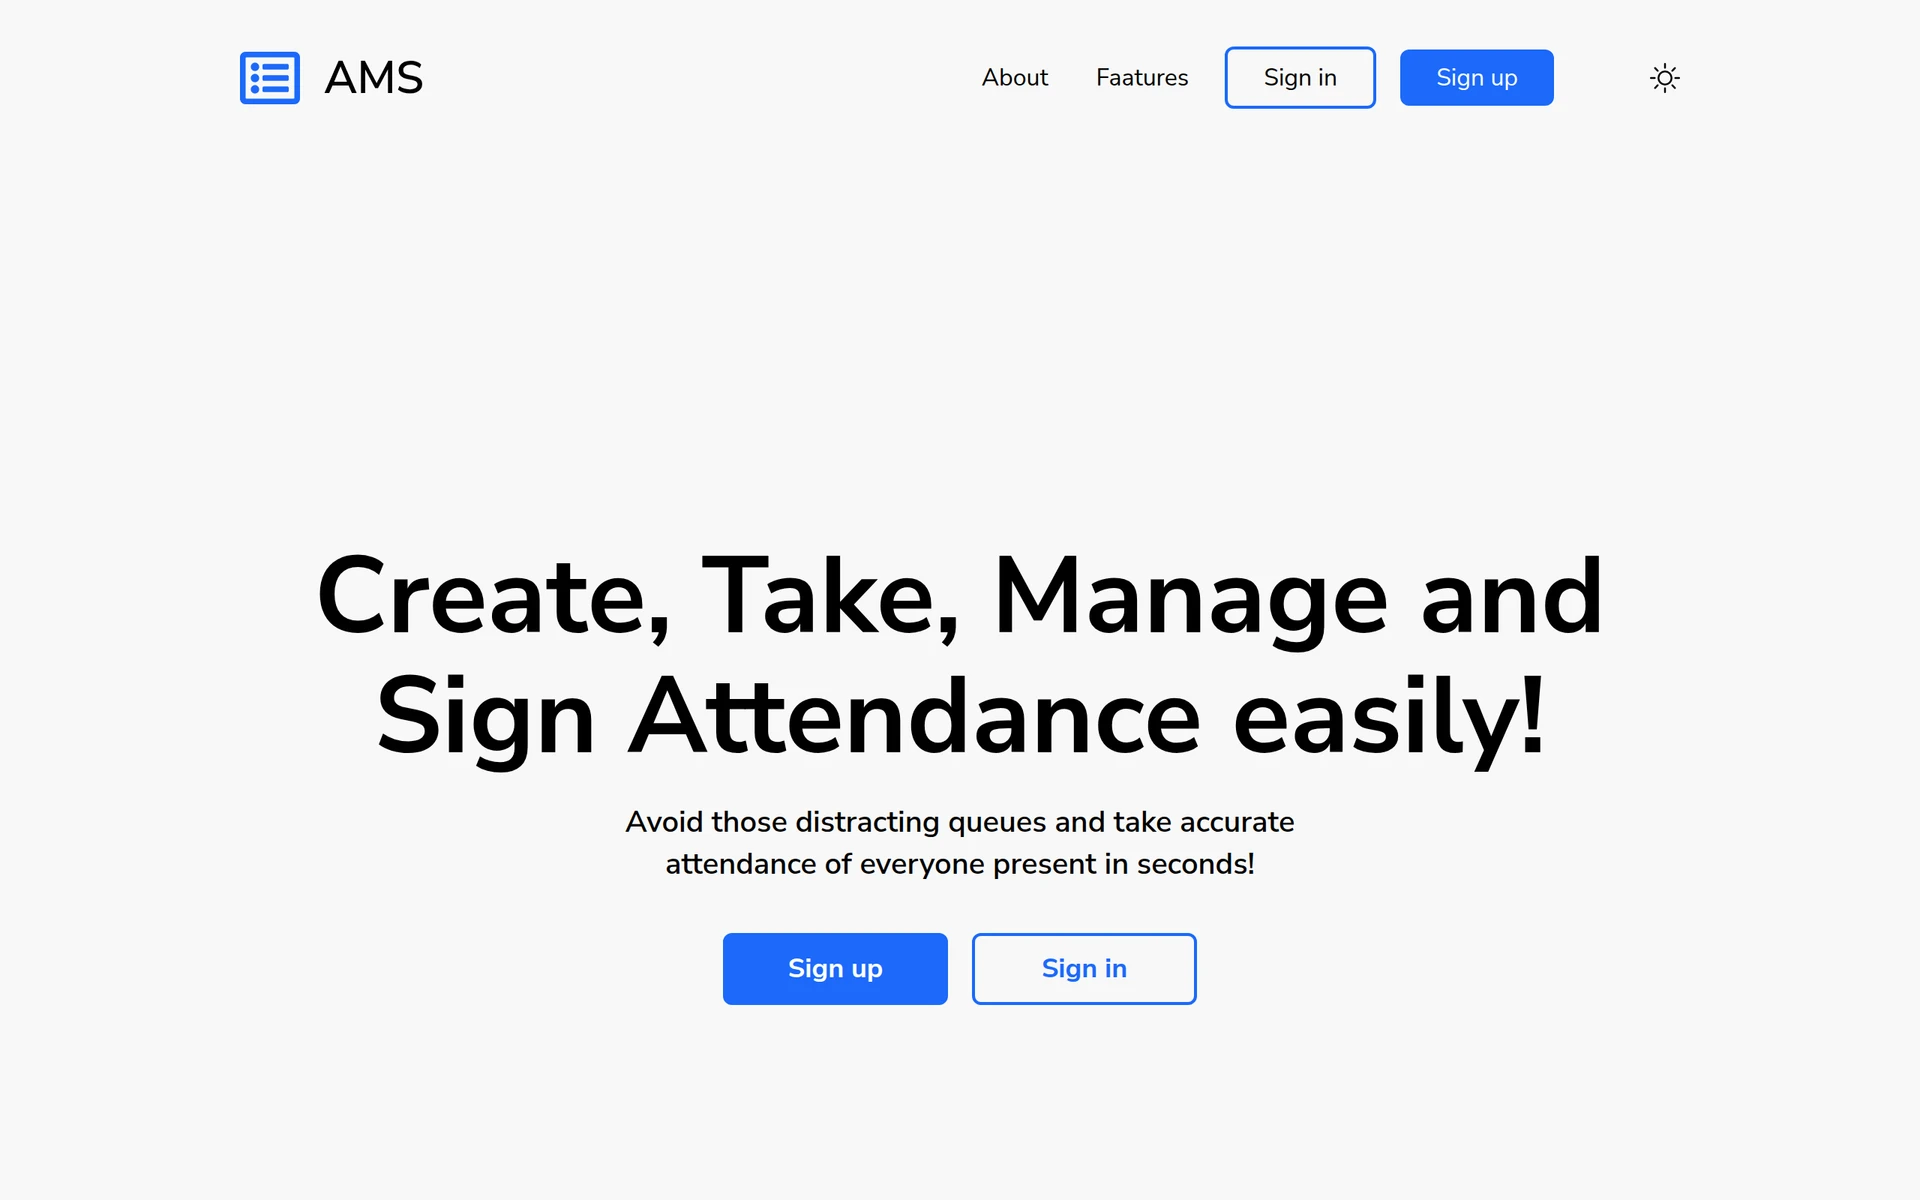 AMS
About
Faatures
Sign in
Sign up
Create, Take, Manage and
Sign Attendance easily!
Avoid those distracting queues and take accurate
attendance of everyone present in seconds!
Sign up
Sign in